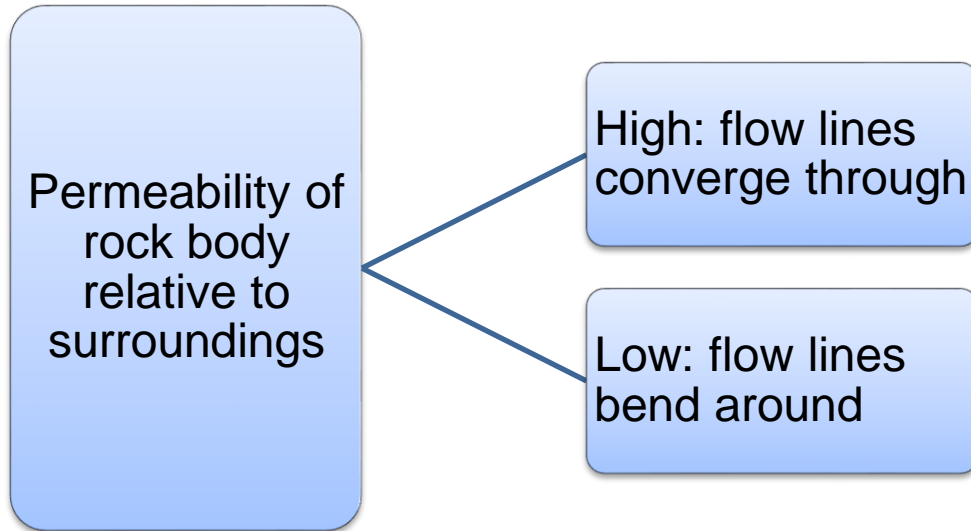 Permeability of
rock body
relative to
surroundings
High: flow lines
converge through
Low: flow lines
bend around